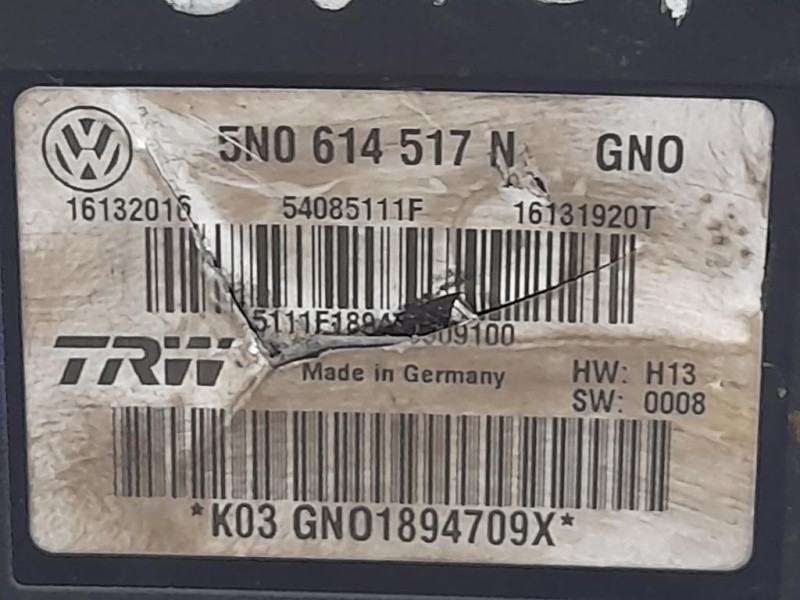 5N0 614 517 N GNO
16132016 54085111F 16131920T
TRW
Made in Germany
HW: H13
SW: 0008
*K03 GNO1894709X*